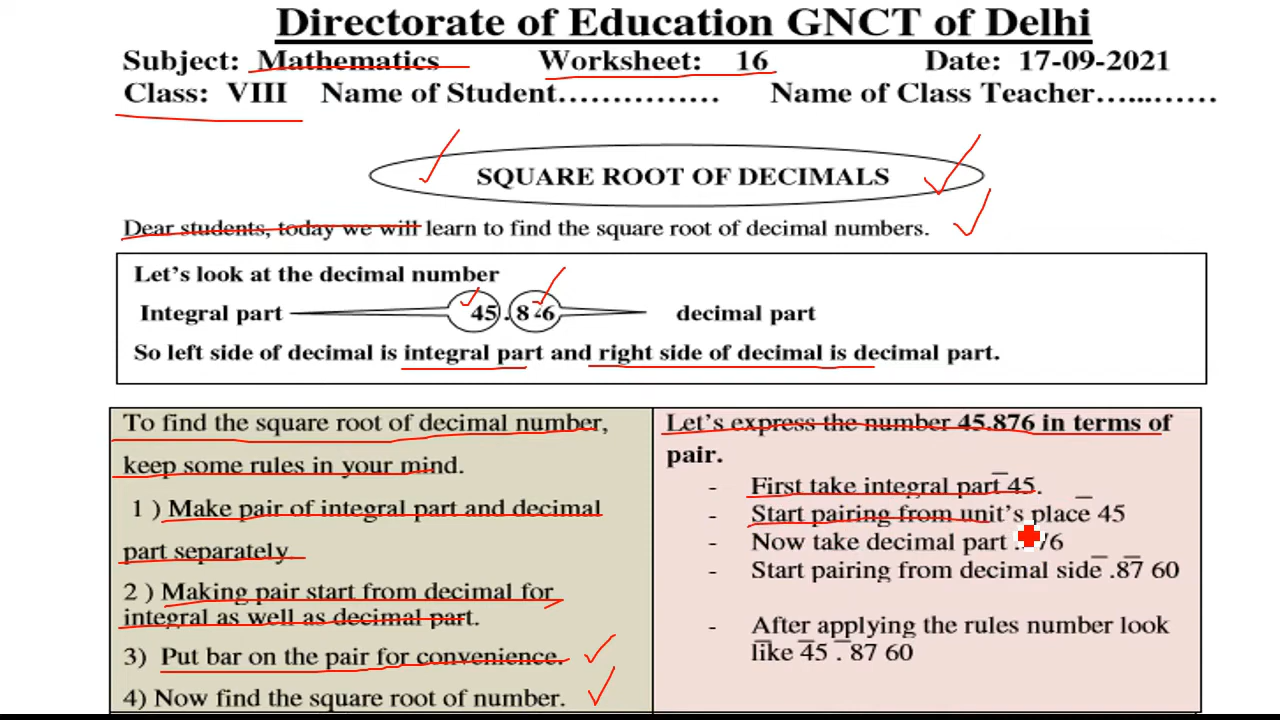 Directorate of Education GNCT of Delhi
Subject: Mathematics Worksheet: 16 Date: 17-09-2021
Class: VIII Name of Student…………… Name of Class Teacher…...……
SQUARE ROOT OF DECIMALS
Dear students, today we will learn to find the square root of decimal numbers.
Let's look at the decimal number
Integral part 45 . 876 decimal part
So left side of decimal is integral part and right side of decimal is decimal part.
To find the square root of decimal number,
keep some rules in your mind.
1 ) Make pair of integral part and decimal
part separately
2 ) Making pair start from decimal for
integral as well as decimal part.
3) Put bar on the pair for convenience.
4) Now find the square root of number.
Let's express the number 45.876 in terms of
pair.
- First take integral part 45.
- Start pairing from unit's place 45
- Now take decimal part .876
- Start pairing from decimal side .87 60
- After applying the rules number look
like 45 . 87 60